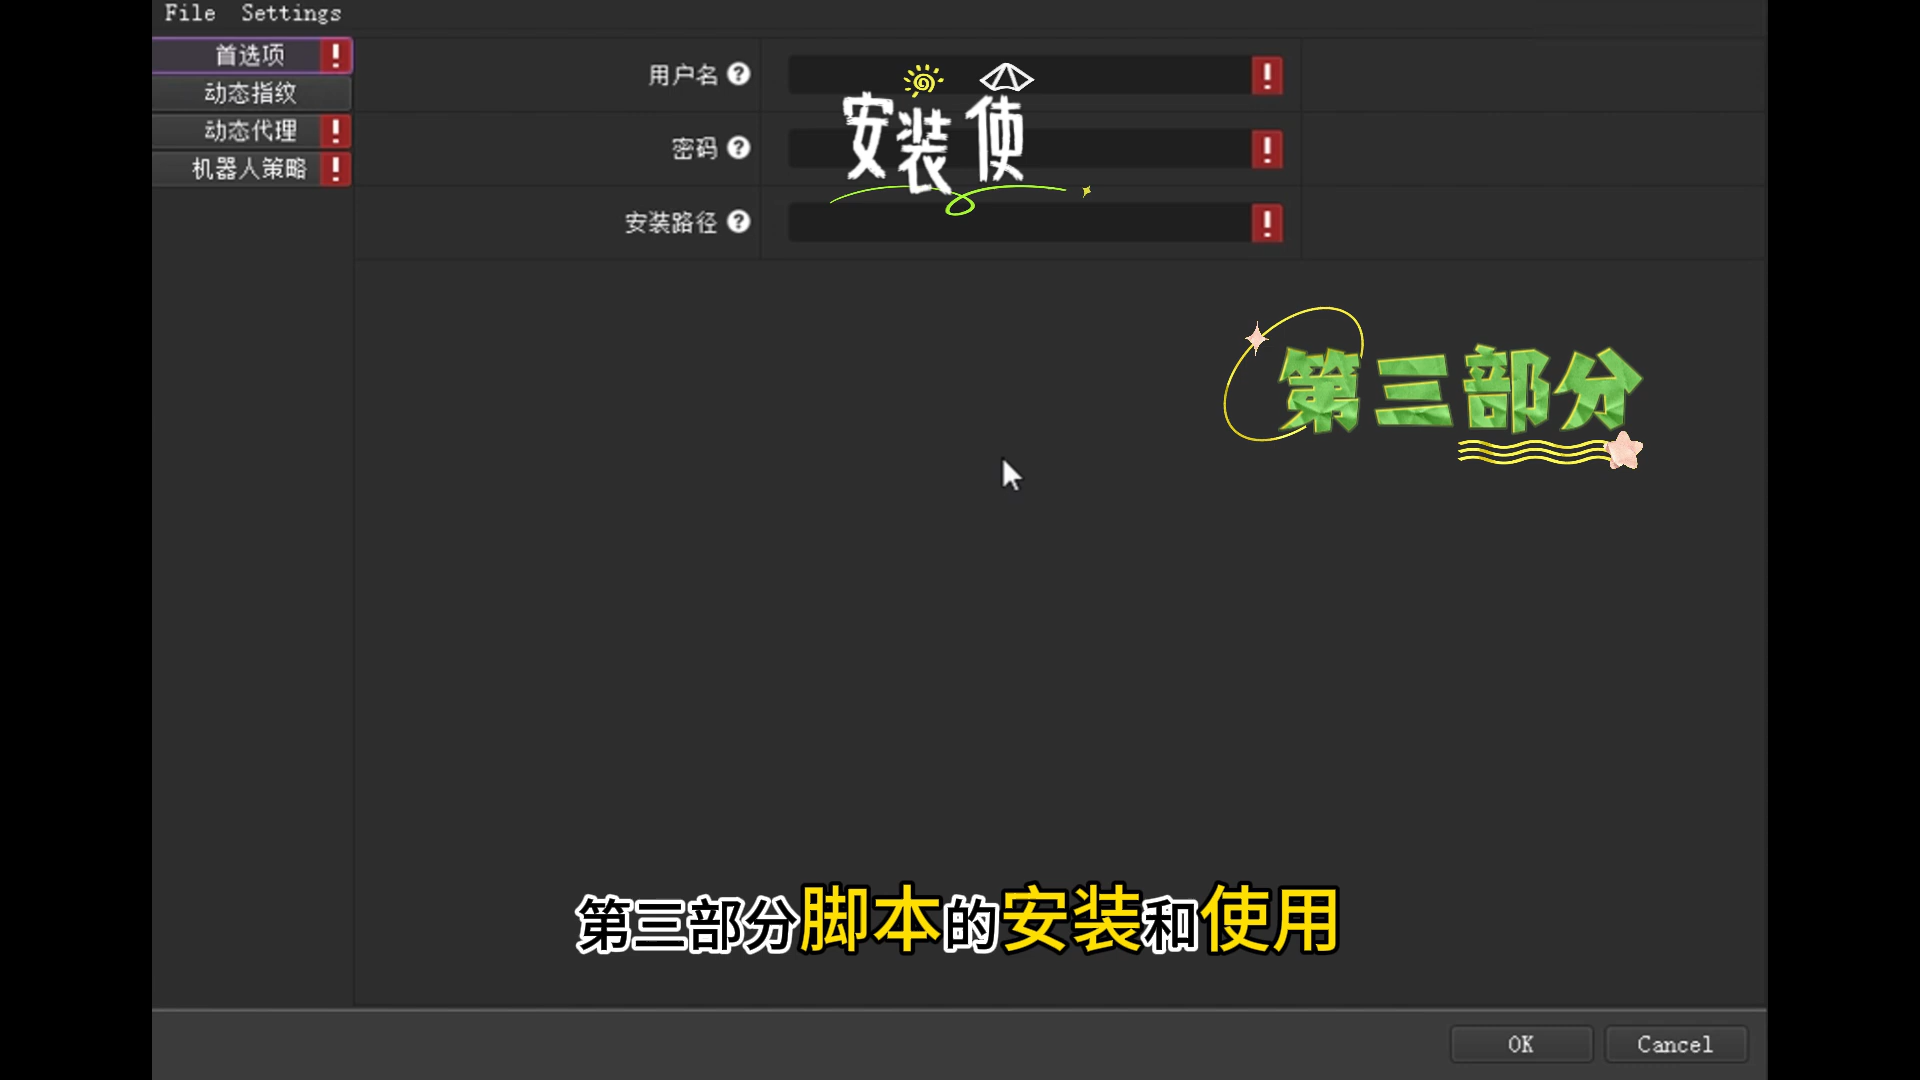 File Settings
首选项
动态指纹
动态代理
机器人策略
用户名
密码
安装路径
安装使
第三部分
第三部分脚本的安装和使用
OK
Cancel